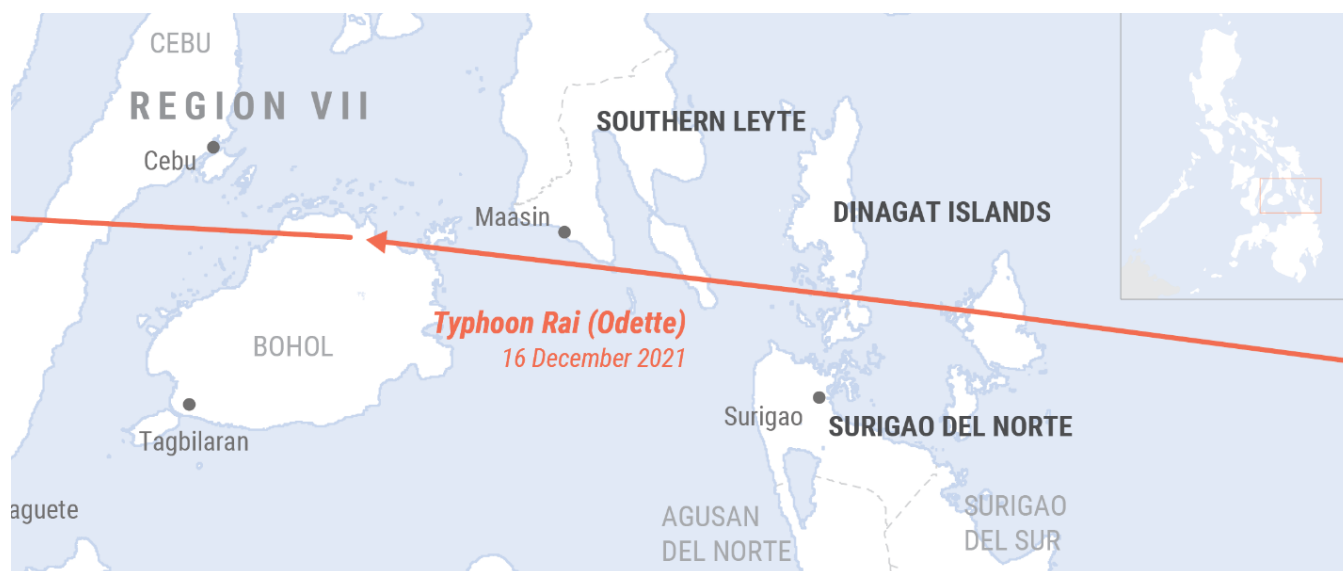 CEBU
REGION VII
SOUTHERN LEYTE
Cebu
Maasin
DINAGAT ISLANDS
Typhoon Rai (Odette)
16 December 2021
BOHOL
Surigao
SURIGAO DEL NORTE
Tagbilaran
aguete
AGUSAN
DEL NORTE
SURIGAO
DEL SUR